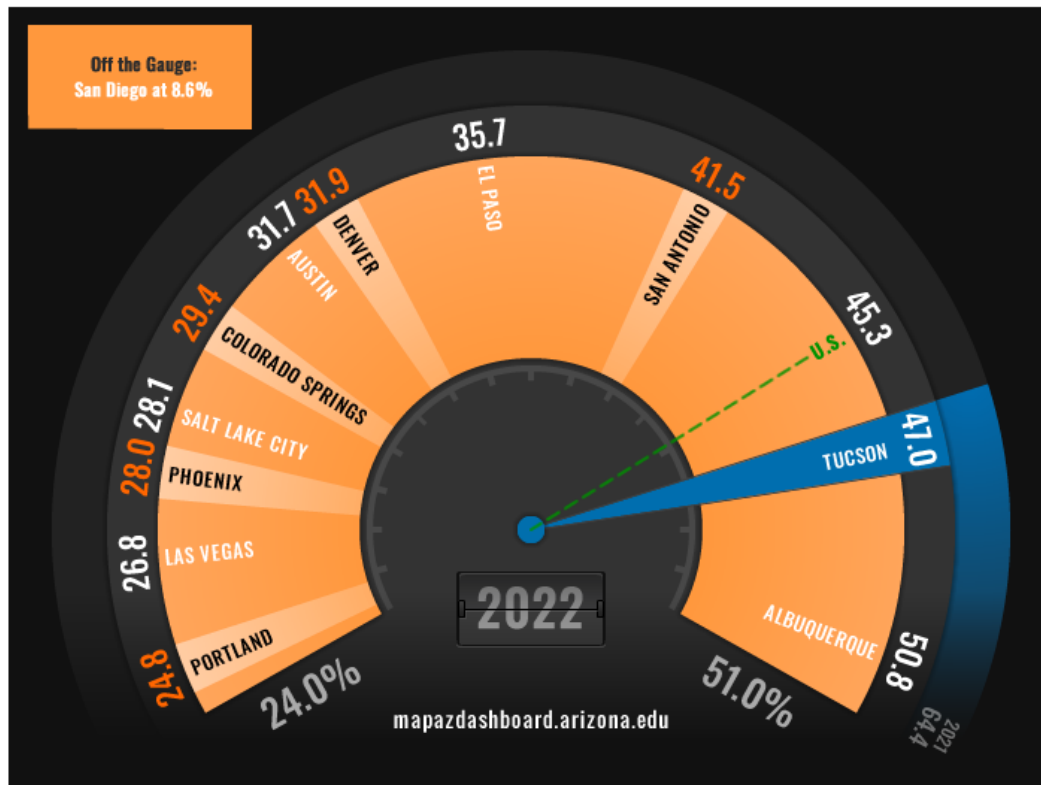 Off the Gauge:
San Diego at 8.6%
24.8
PORTLAND
26.8
LAS VEGAS
28.0
PHOENIX
28.1
SALT LAKE CITY
29.4
COLORADO SPRINGS
31.7
AUSTIN
31.9
DENVER
35.7
EL PASO
41.5
SAN ANTONIO
45.3
U.S.
47.0
TUCSON
50.8
ALBUQUERQUE
2021
64.4
2022
24.0%
51.0%
mapazdashboard.arizona.edu